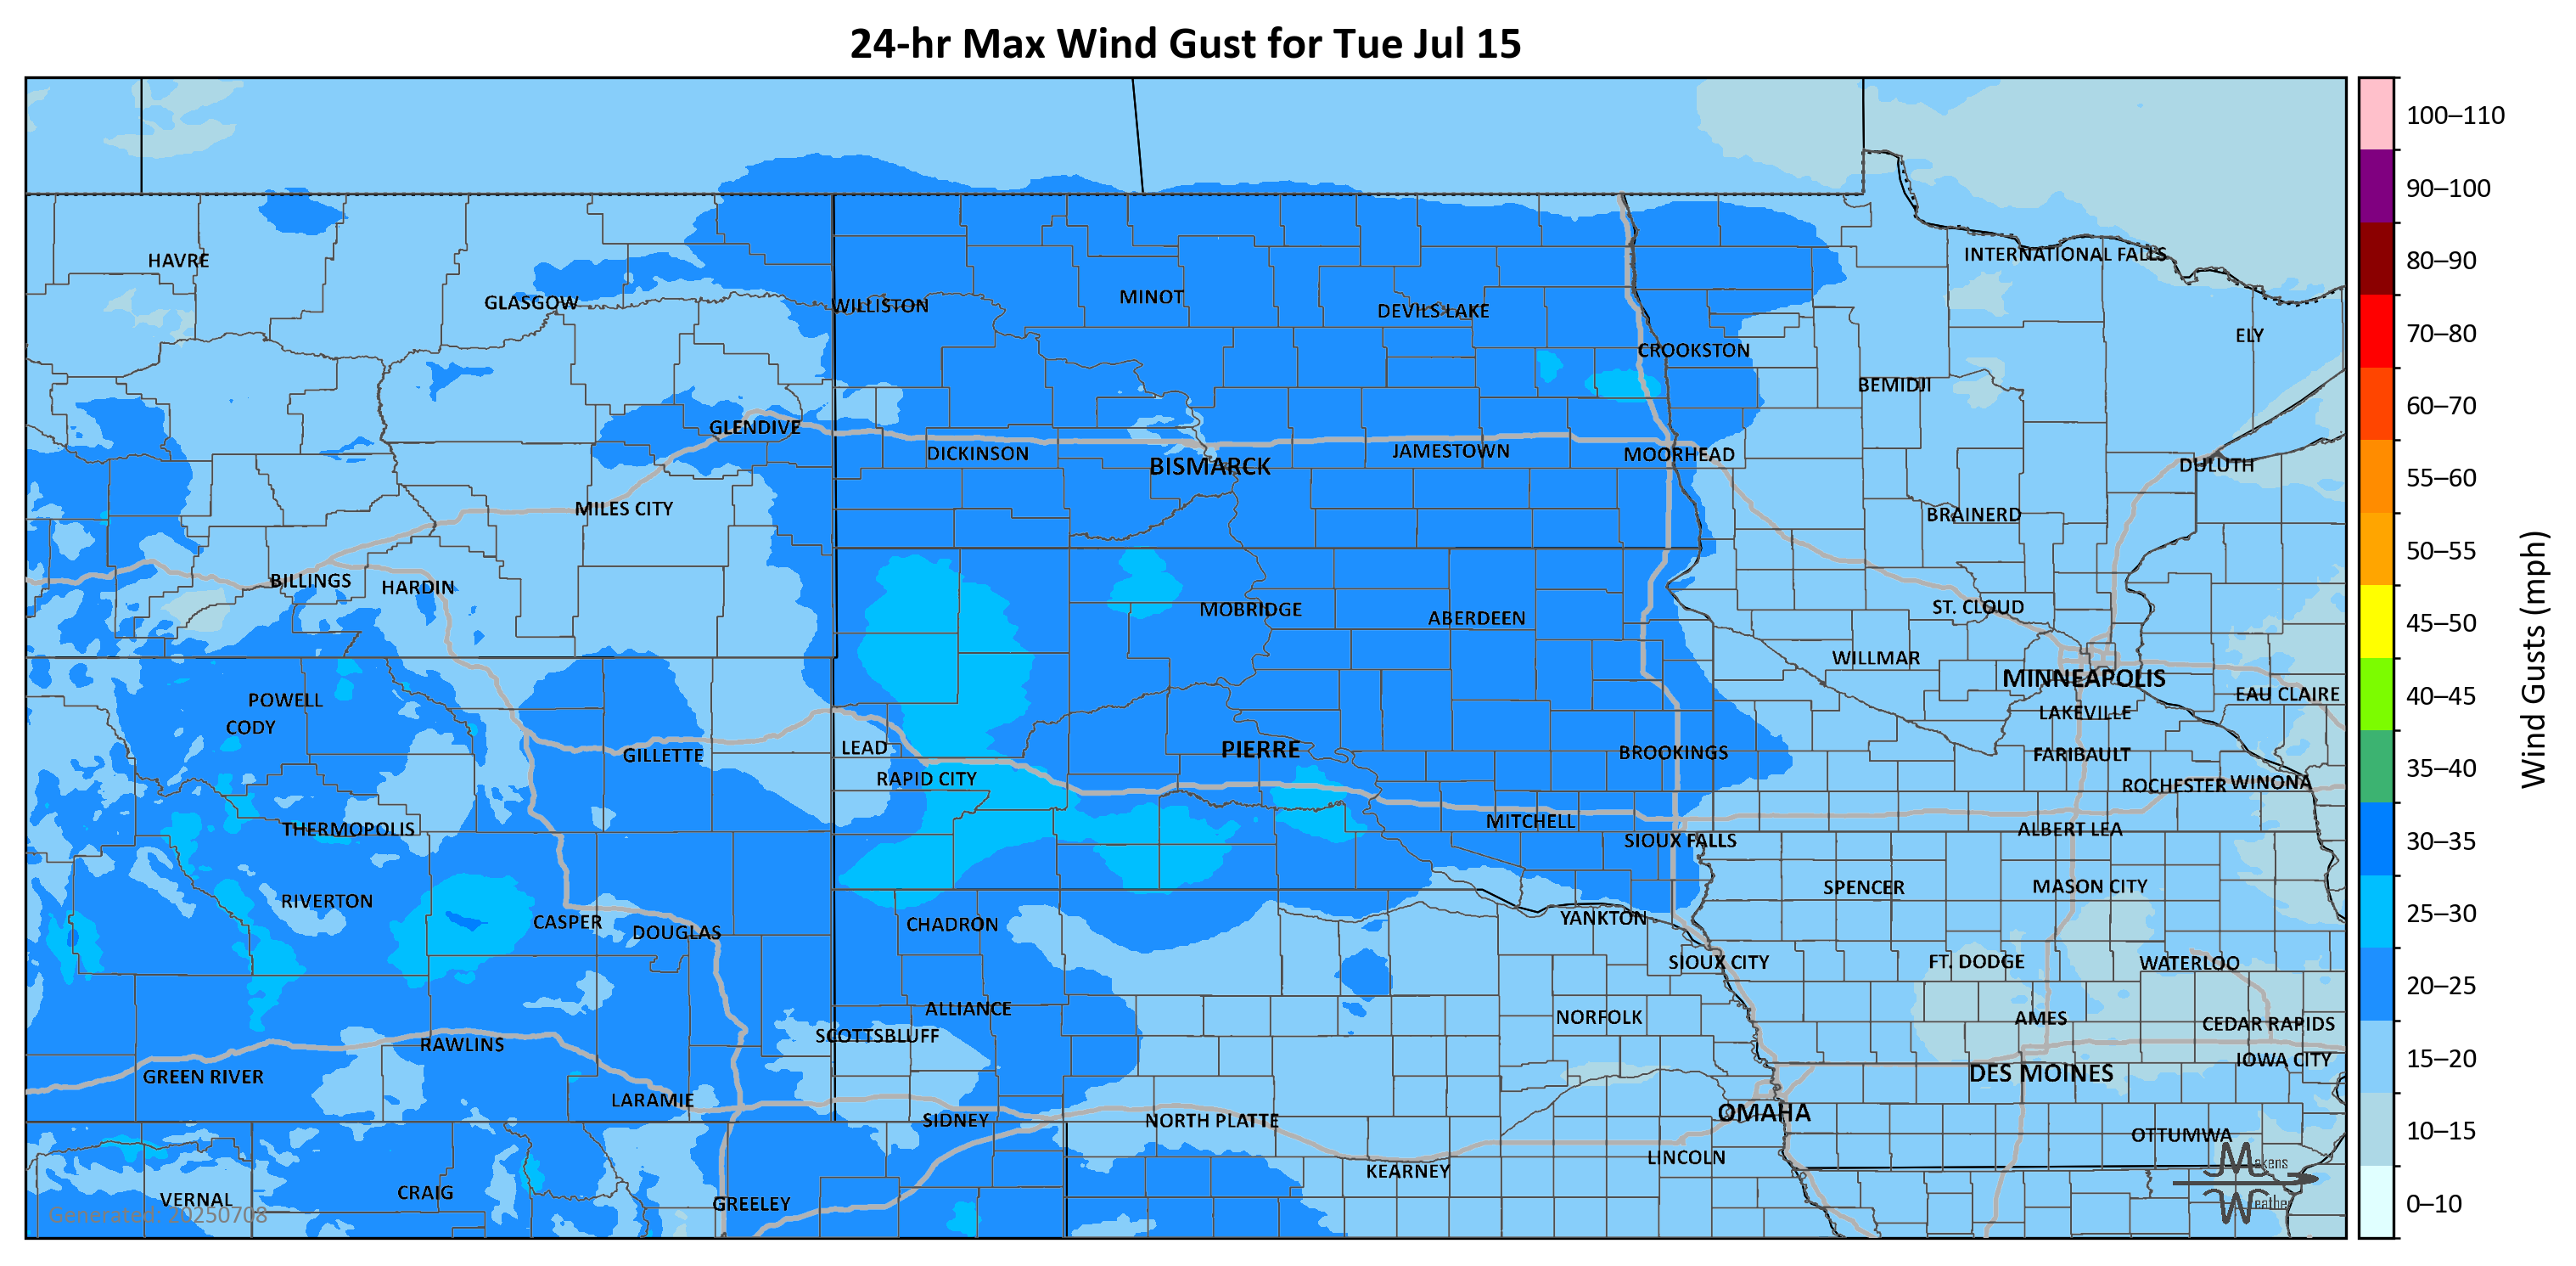 24-hr Max Wind Gust for Tue Jul 15
100–110
90–100
80–90
70–80
60–70
55–60
50–55
45–50
40–45
35–40
30–35
25–30
20–25
15–20
10–15
0–10
Wind Gusts (mph)
HAVRE
GLASGOW
WILLISTON
MINOT
DEVILS LAKE
INTERNATIONAL FALLS
ELY
CROOKSTON
BEMIDJI
GLENDIVE
DICKINSON
BISMARCK
JAMESTOWN
MOORHEAD
DULUTH
MILES CITY
BRAINERD
BILLINGS
HARDIN
MOBRIDGE
ABERDEEN
ST. CLOUD
WILLMAR
MINNEAPOLIS
EAU CLAIRE
LAKEVILLE
POWELL
CODY
GILLETTE
LEAD
RAPID CITY
PIERRE
BROOKINGS
FARIBAULT
ROCHESTER
WINONA
THERMOPOLIS
MITCHELL
SIOUX FALLS
ALBERT LEA
RIVERTON
CASPER
DOUGLAS
CHADRON
YANKTON
SPENCER
MASON CITY
SIOUX CITY
FT. DODGE
WATERLOO
ALLIANCE
SCOTTSBLUFF
NORFOLK
AMES
CEDAR RAPIDS
IOWA CITY
RAWLINS
GREEN RIVER
DES MOINES
LARAMIE
SIDNEY
NORTH PLATTE
OMAHA
OTTUMWA
KEARNEY
LINCOLN
VERNAL
CRAIG
GREELEY
Generated: 20250708
Makens
Weather